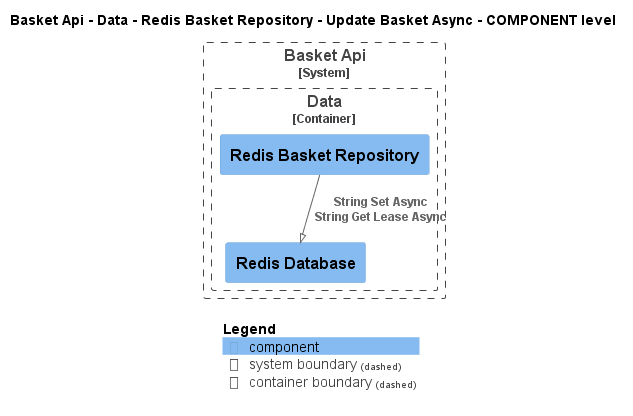 Basket Api - Data - Redis Basket Repository - Update Basket Async - COMPONENT level
Basket Api
[System]
Data
[Container]
Redis Basket Repository
String Set Async
String Get Lease Async
Redis Database
Legend
component
system boundary (dashed)
container boundary (dashed)